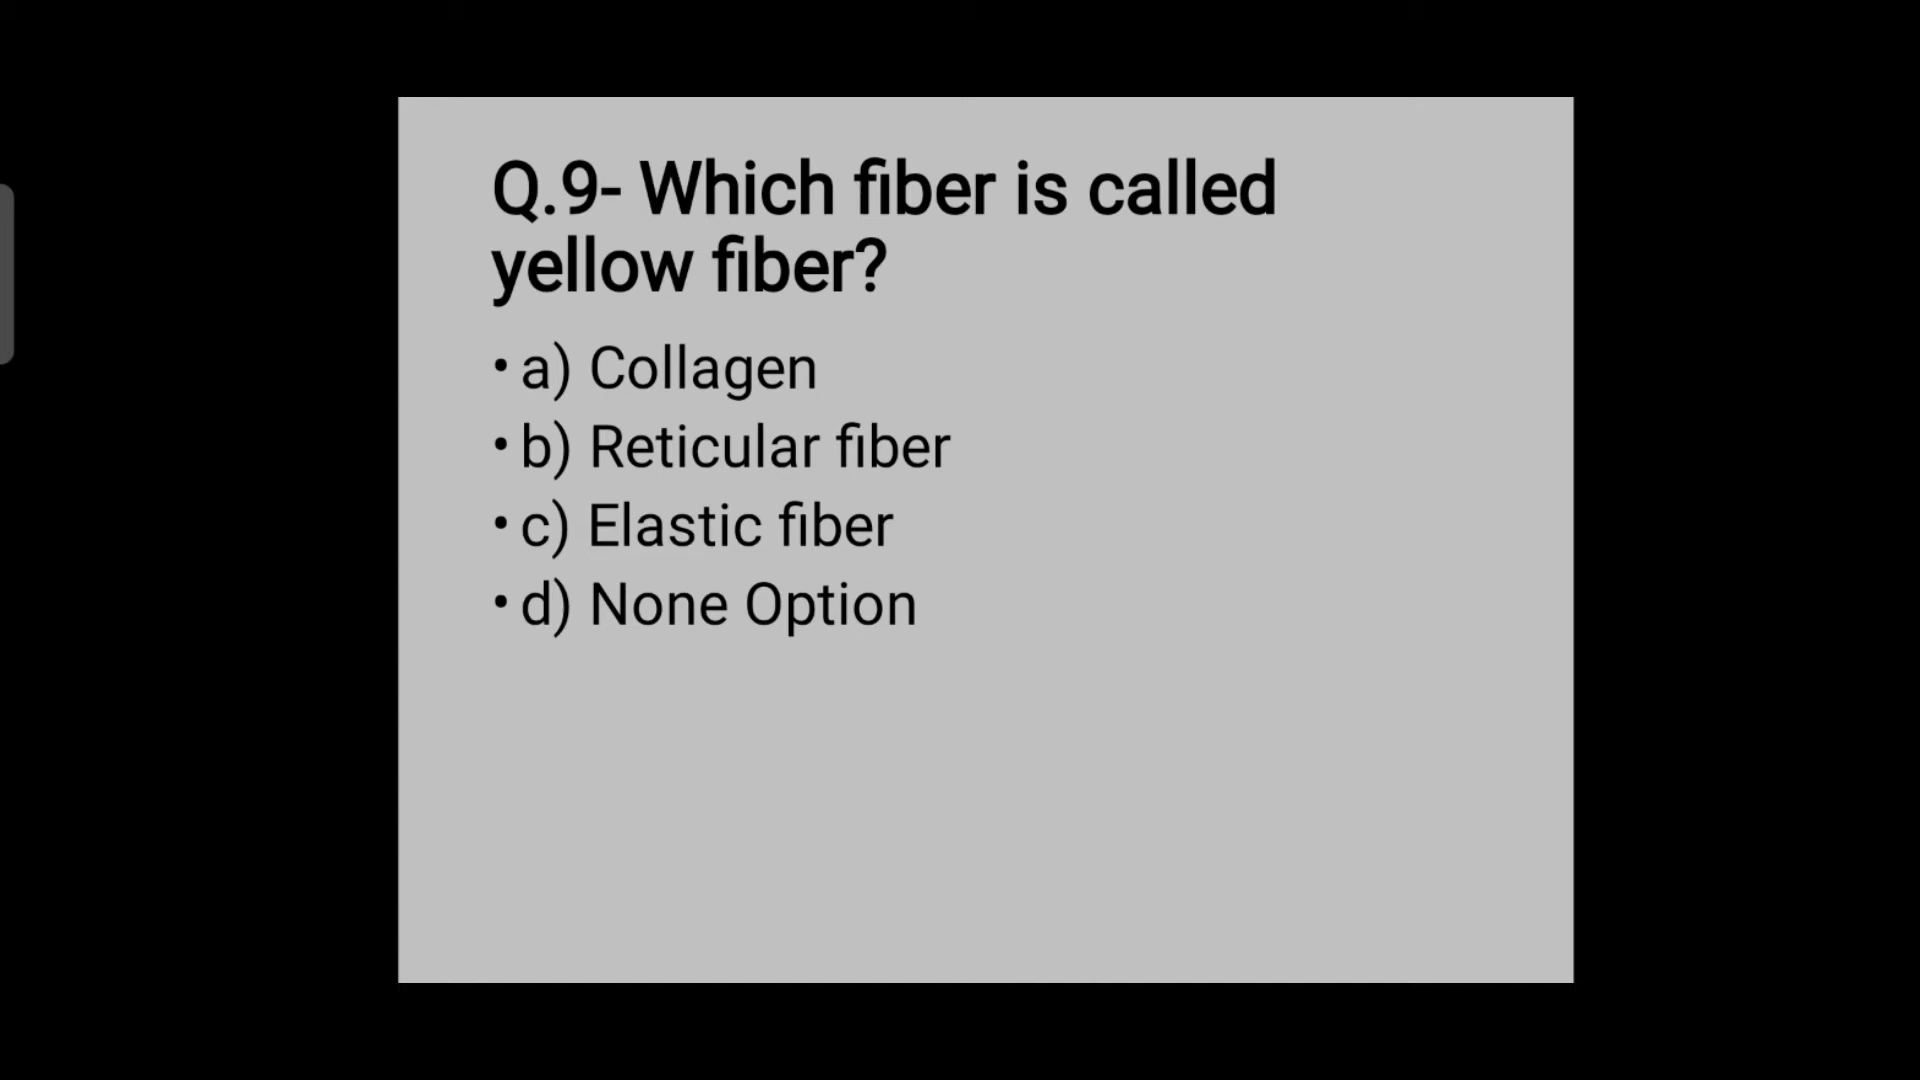 Q.9- Which fiber is called
yellow fiber?
• a) Collagen
• b) Reticular fiber
• c) Elastic fiber
• d) None Option